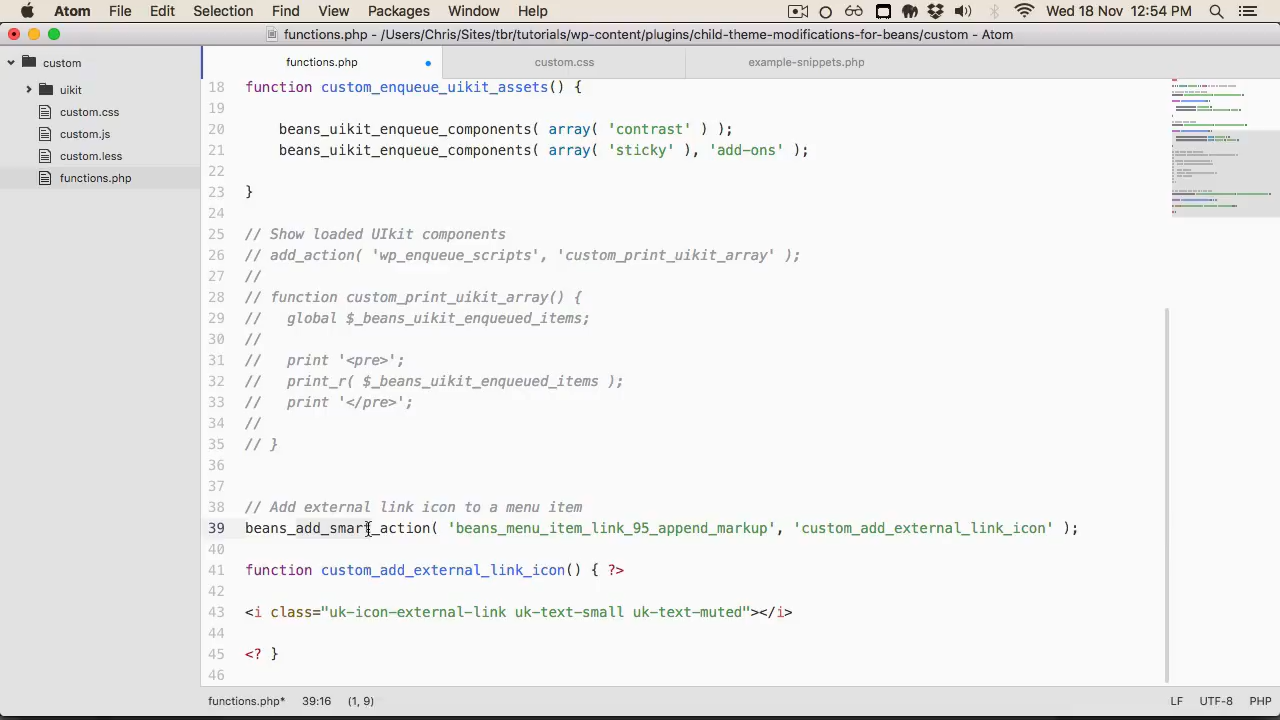 Atom File Edit Selection Find View Packages Window Help Wed 18 Nov 12:54 PM
functions.php - /Users/Chris/Sites/tbr/tutorials/wp-content/plugins/child-theme-modifications-for-beans/custom - Atom
custom
uikit
custom.css
custom.js
custom.less
functions.php
functions.php custom.css example-snippets.php
18 function custom_enqueue_uikit_assets() {
19
20 beans_uikit_enqueue_components( array( 'contrast' ) );
21 beans_uikit_enqueue_components( array( 'sticky' ), 'add-ons' );
22
23 }
24
25 // Show loaded UIkit components
26 // add_action( 'wp_enqueue_scripts', 'custom_print_uikit_array' );
27 //
28 // function custom_print_uikit_array() {
29 // global $_beans_uikit_enqueued_items;
30 //
31 // print '<pre>';
32 // print_r( $_beans_uikit_enqueued_items );
33 // print '</pre>';
34 //
35 // }
36
37
38 // Add external link icon to a menu item
39 beans_add_smart_action( 'beans_menu_item_link_95_append_markup', 'custom_add_external_link_icon' );
40
41 function custom_add_external_link_icon() { ?>
42
43 <i class="uk-icon-external-link uk-text-small uk-text-muted"></i>
44
45 <? }
46
functions.php* 39:16 (1, 9) LF UTF-8 PHP